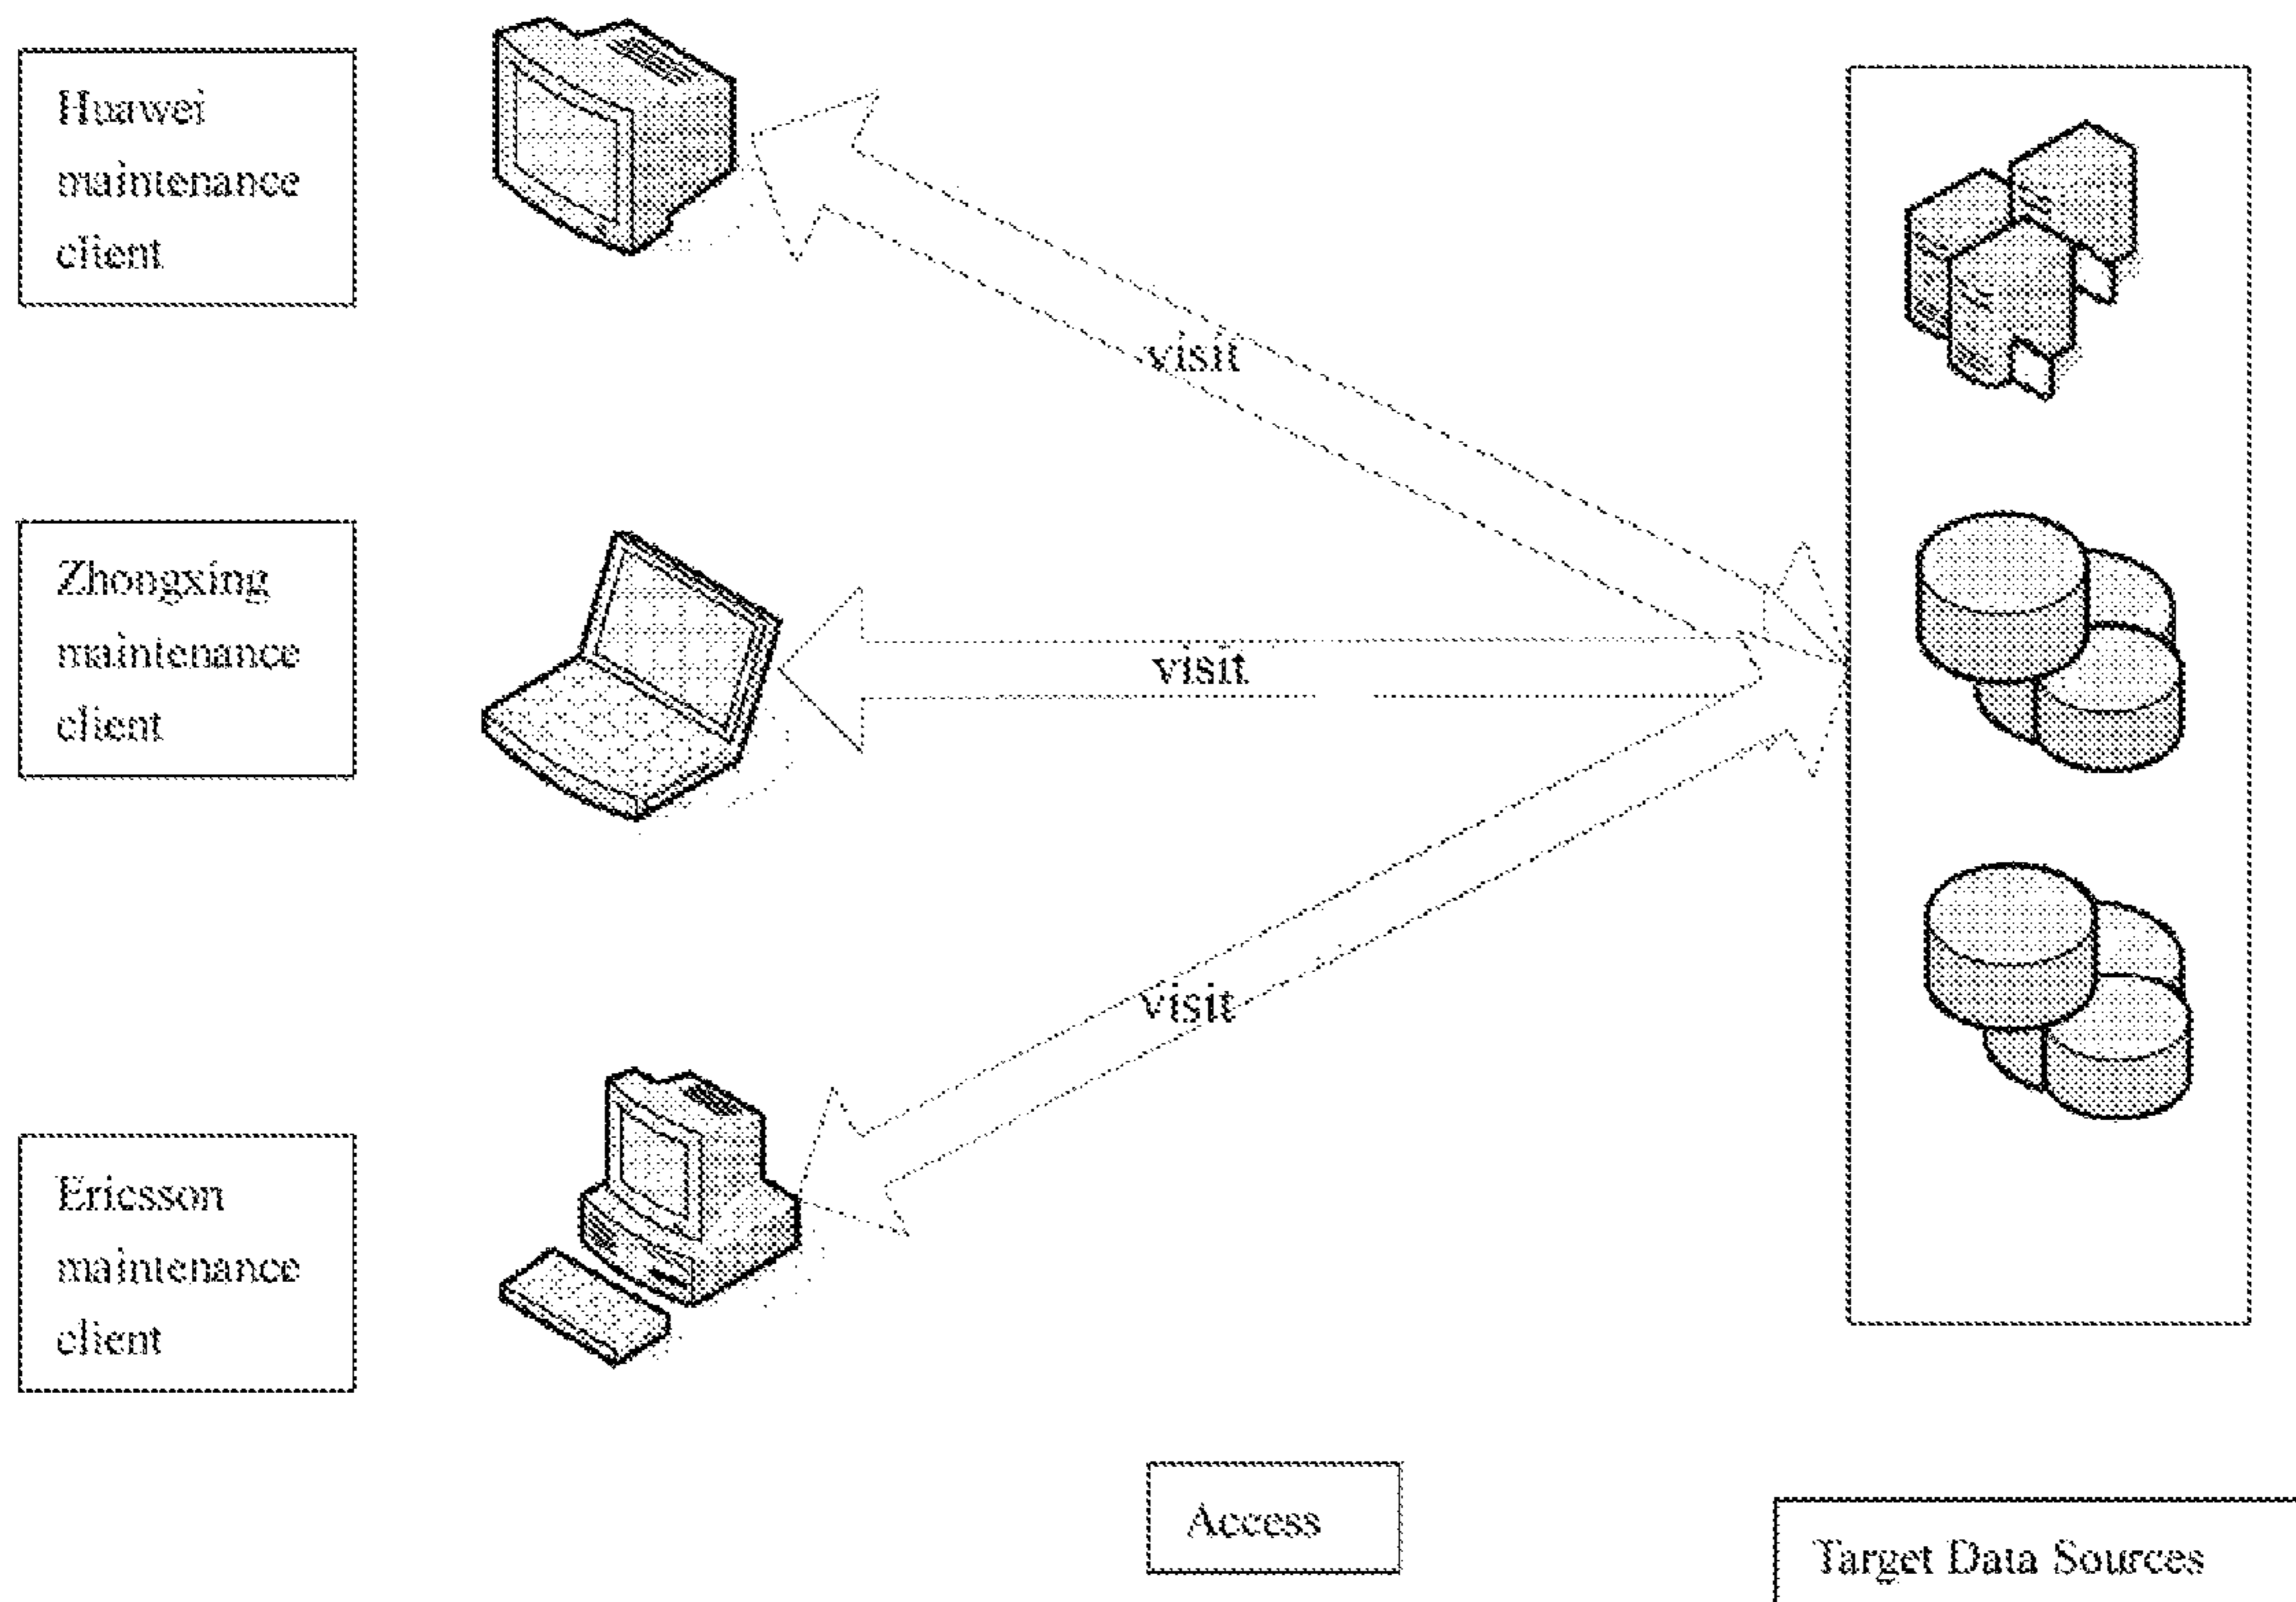 Huawei
maintenance
client
visit
Zhongxing
maintenance
client
visit
visit
Ericsson
maintenance
client
Access
Target Data Sources